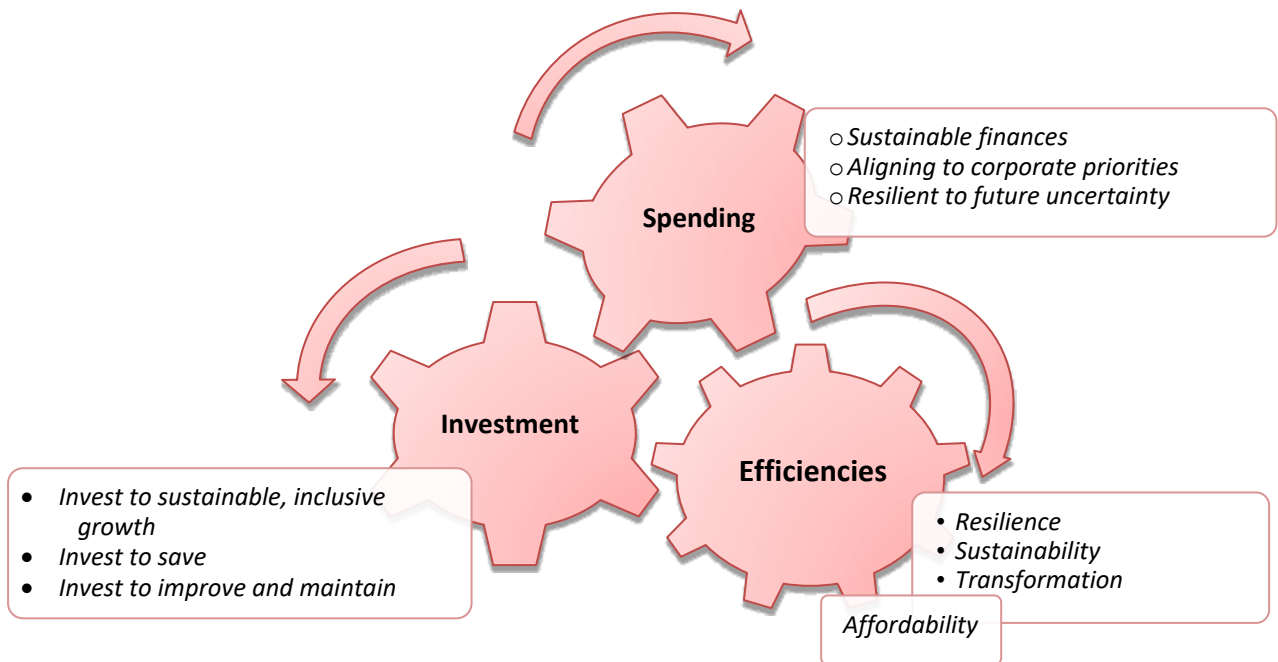 Spending
o Sustainable finances
o Aligning to corporate priorities
o Resilient to future uncertainty
Investment
• Invest to sustainable, inclusive
growth
• Invest to save
• Invest to improve and maintain
Efficiencies
• Resilience
• Sustainability
• Transformation
Affordability